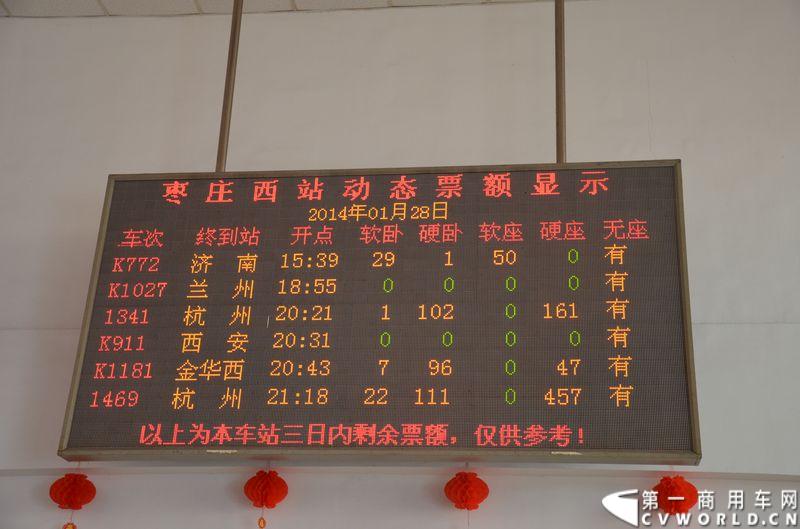 枣庄西站动态票额显示
2014年01月28日
车次 终到站 开点 软卧 硬卧 软座 硬座 无座
K772 济南 15:39 29 1 50 0 有
K1027 兰州 18:55 0 0 0 0 有
1341 杭州 20:21 1 102 0 161 有
K911 西安 20:31 0 0 0 0 有
K1181 金华西 20:43 7 96 0 47 有
1469 杭州 21:18 22 111 0 457 有
以上为本车站三日内剩余票额，仅供参考！
第一商用车网
CVWORLD.CN